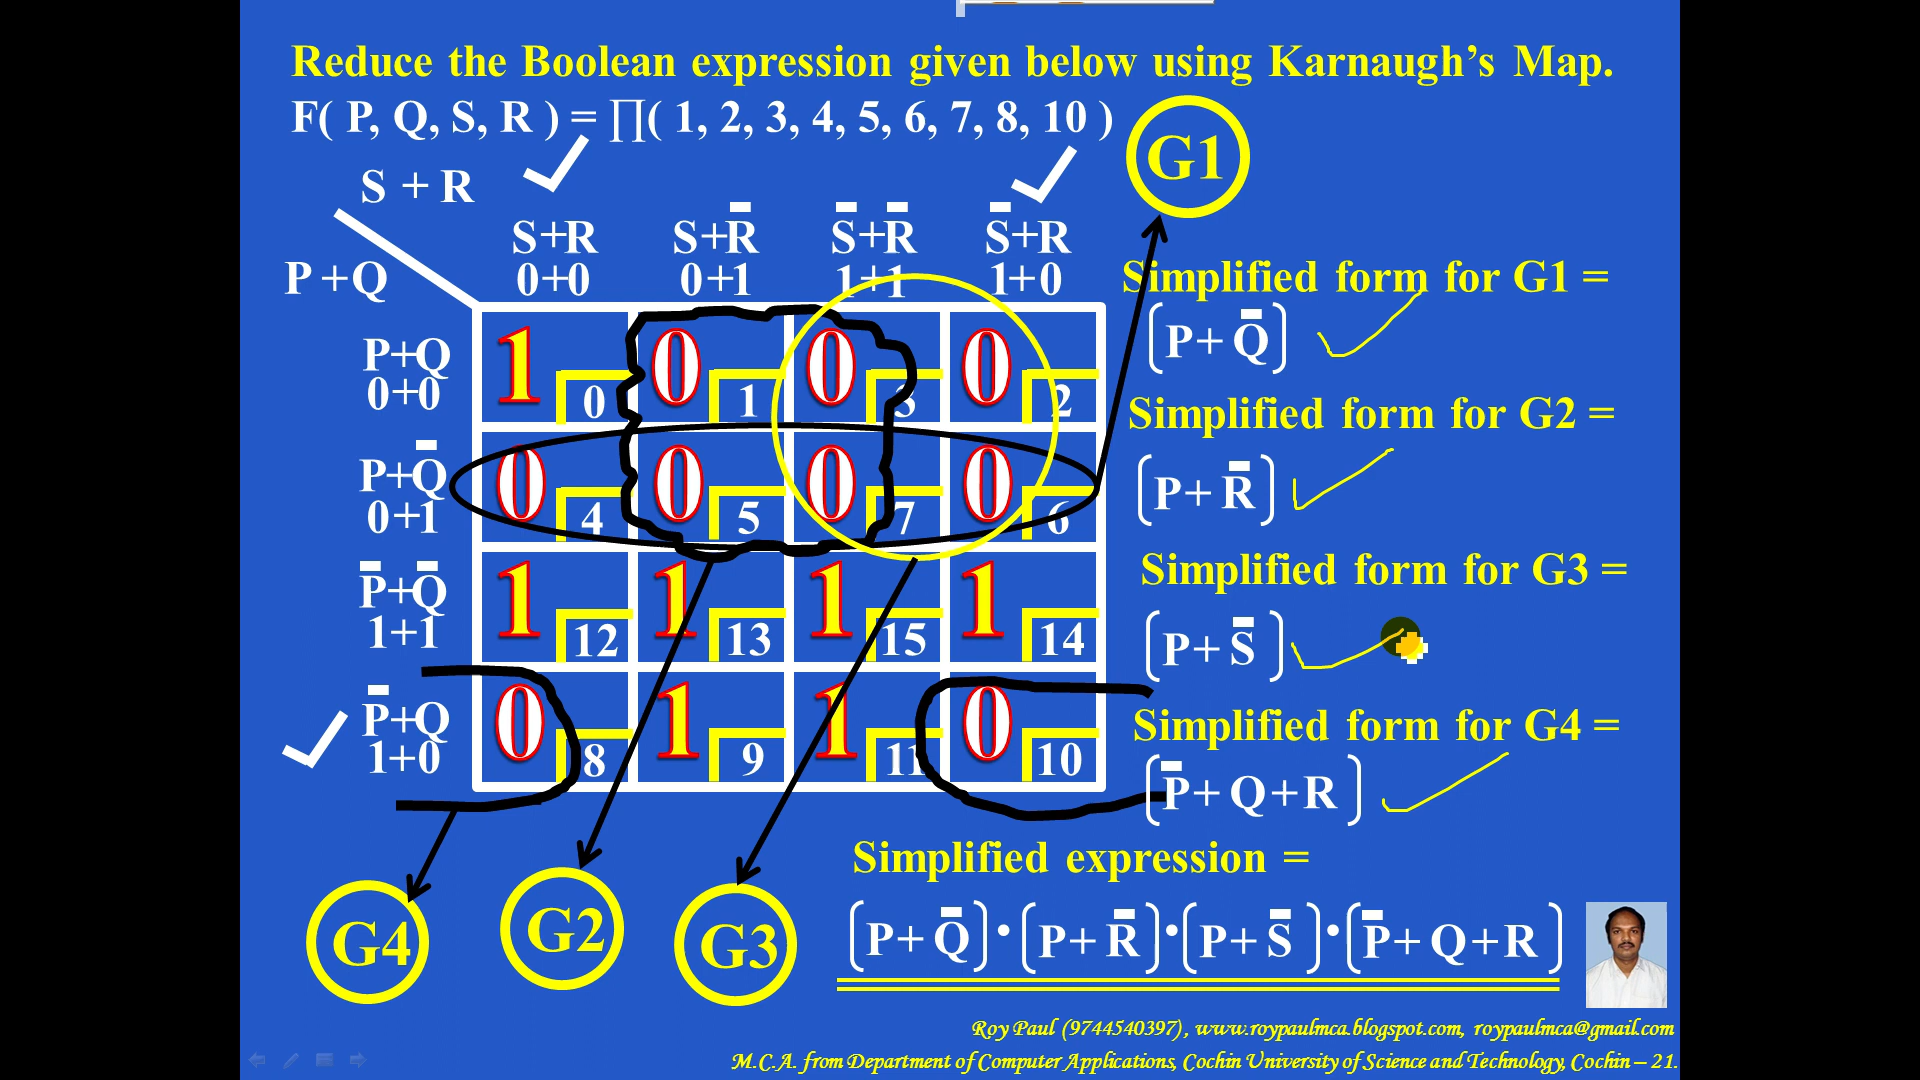 Reduce the Boolean expression given below using Karnaugh's Map.
F( P, Q, S, R ) = ∏( 1, 2, 3, 4, 5, 6, 7, 8, 10 )
G1
S + R
P + Q
S+R S+R̅ S̅+R̅ S̅+R
0+0 0+1 1+1 1+0
P+Q
0+0
1 0 0 0
0 1 3 2
P+Q̅
0+1
0 0 0 0
4 5 7 6
P̅+Q̅
1+1
1 1 1 1
12 13 15 14
P̅+Q
1+0
0 1 1 0
8 9 11 10
Simplified form for G1 =
(P+ Q̅)
Simplified form for G2 =
(P+ R̅)
Simplified form for G3 =
(P+ S̅)
Simplified form for G4 =
(P̅+ Q+R)
G4 G2 G3
Simplified expression =
(P+ Q̅)·(P+ R̅)·(P+ S̅)·(P̅+ Q+R)
Roy Paul (9744540397), www.roypaulmca.blogspot.com, roypaulmca@gmail.com
M.C.A. from Department of Computer Applications, Cochin University of Science and Technology, Cochin – 21.